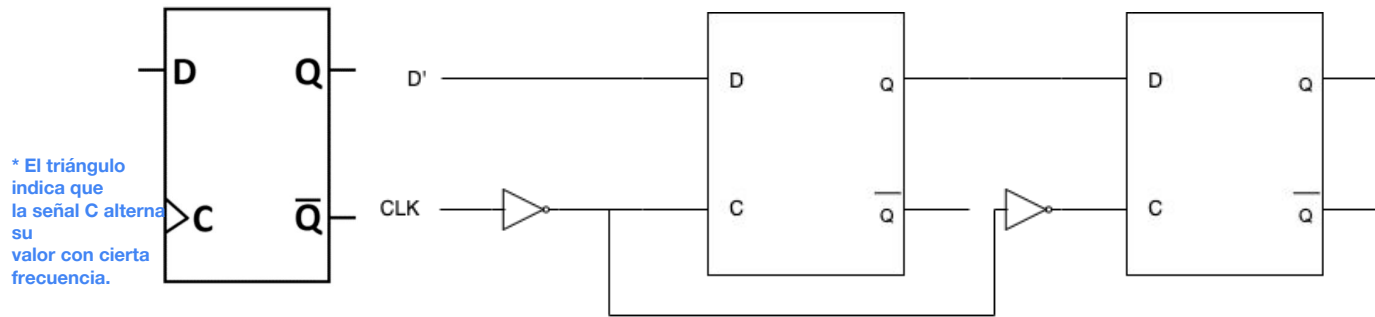 D Q
C Q
* El triángulo
indica que
la señal C alterna
su
valor con cierta
frecuencia.
D'
CLK
D Q
C Q
D Q
C Q